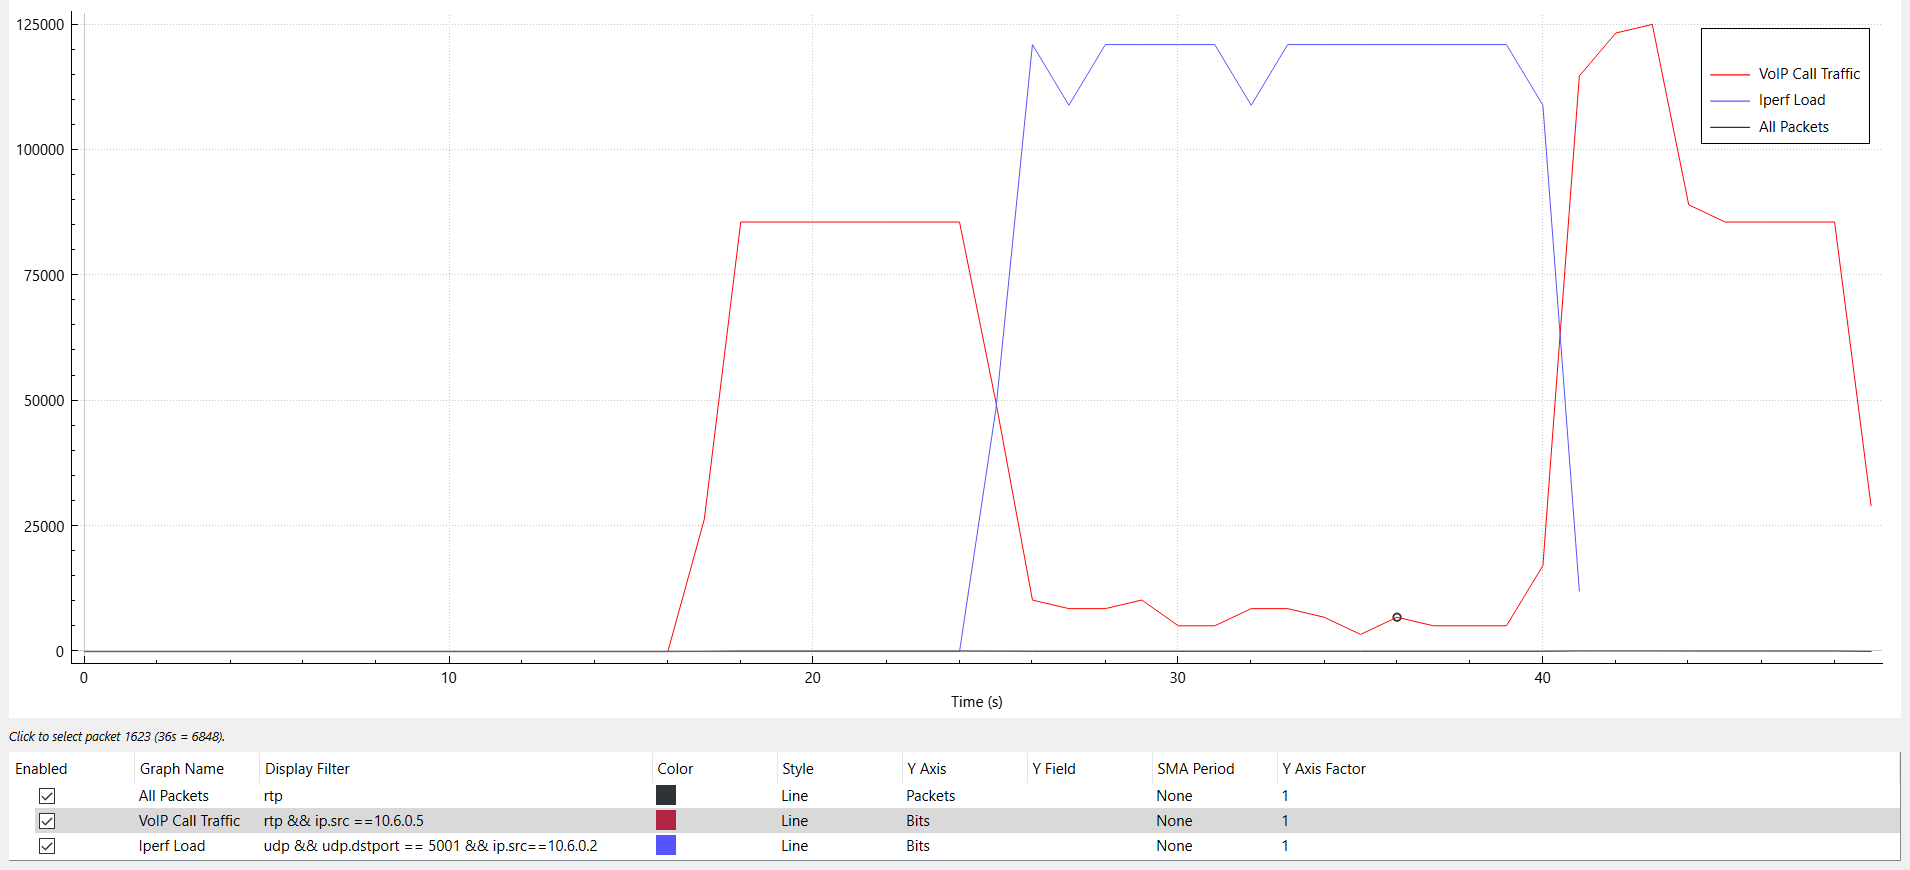 125000
100000
75000
50000
25000
0
VoIP Call Traffic
Iperf Load
All Packets
0 10 20 30 40
Time (s)
Click to select packet 1623 (36s = 6848).
Enabled Graph Name Display Filter Color Style Y Axis Y Field SMA Period Y Axis Factor
All Packets rtp Line Packets None 1
VoIP Call Traffic rtp && ip.src ==10.6.0.5 Line Bits None 1
Iperf Load udp && udp.dstport == 5001 && ip.src==10.6.0.2 Line Bits None 1